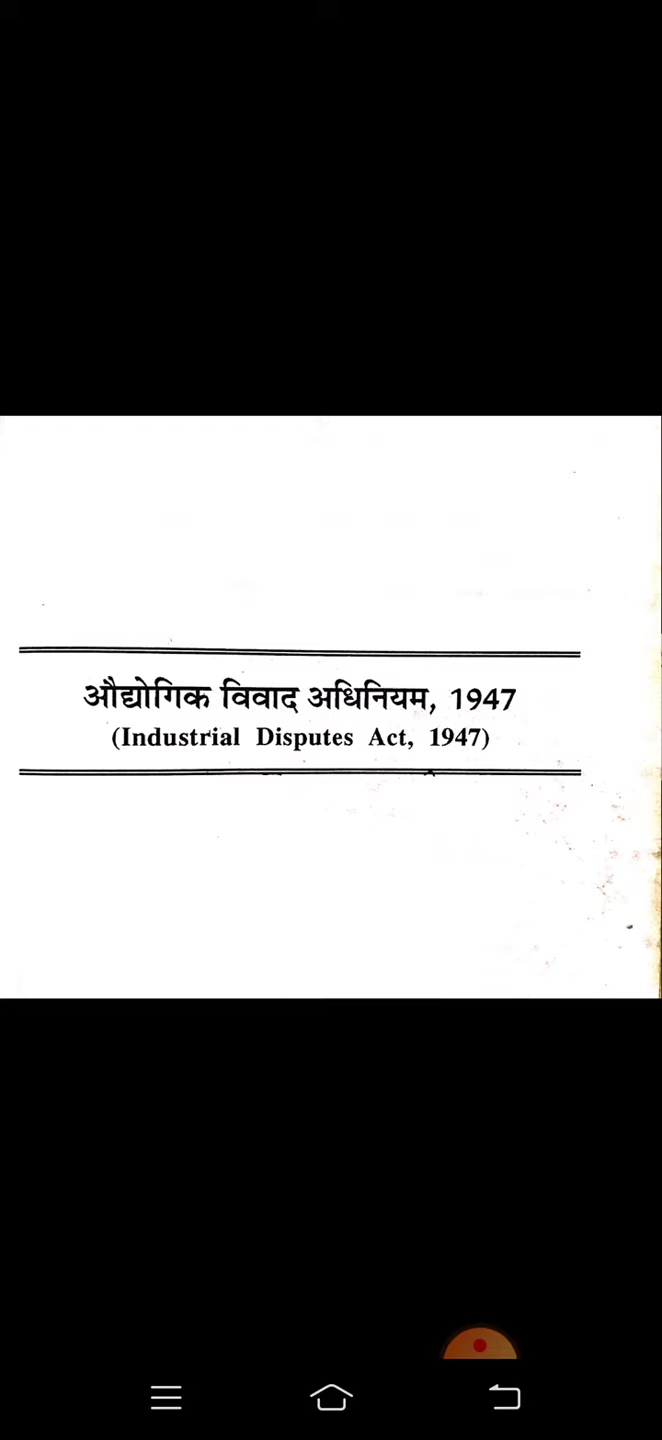 औद्योगिक विवाद अधिनियम, 1947
(Industrial Disputes Act, 1947)